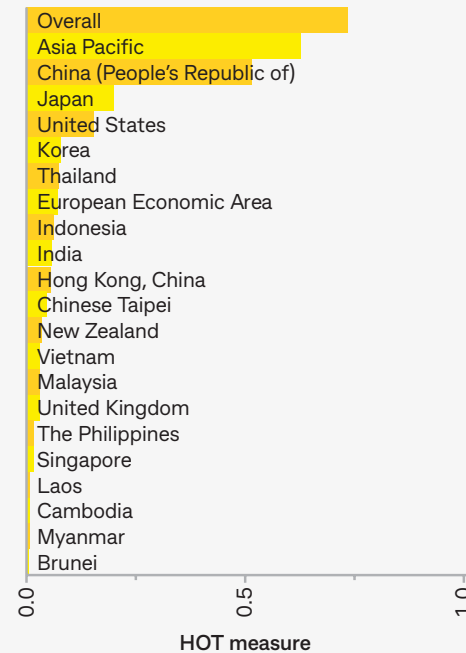 Overall
Asia Pacific
China (People’s Republic of)
Japan
United States
Korea
Thailand
European Economic Area
Indonesia
India
Hong Kong, China
Chinese Taipei
New Zealand
Vietnam
Malaysia
United Kingdom
The Philippines
Singapore
Laos
Cambodia
Myanmar
Brunei
0.0 0.5 1.0
HOT measure